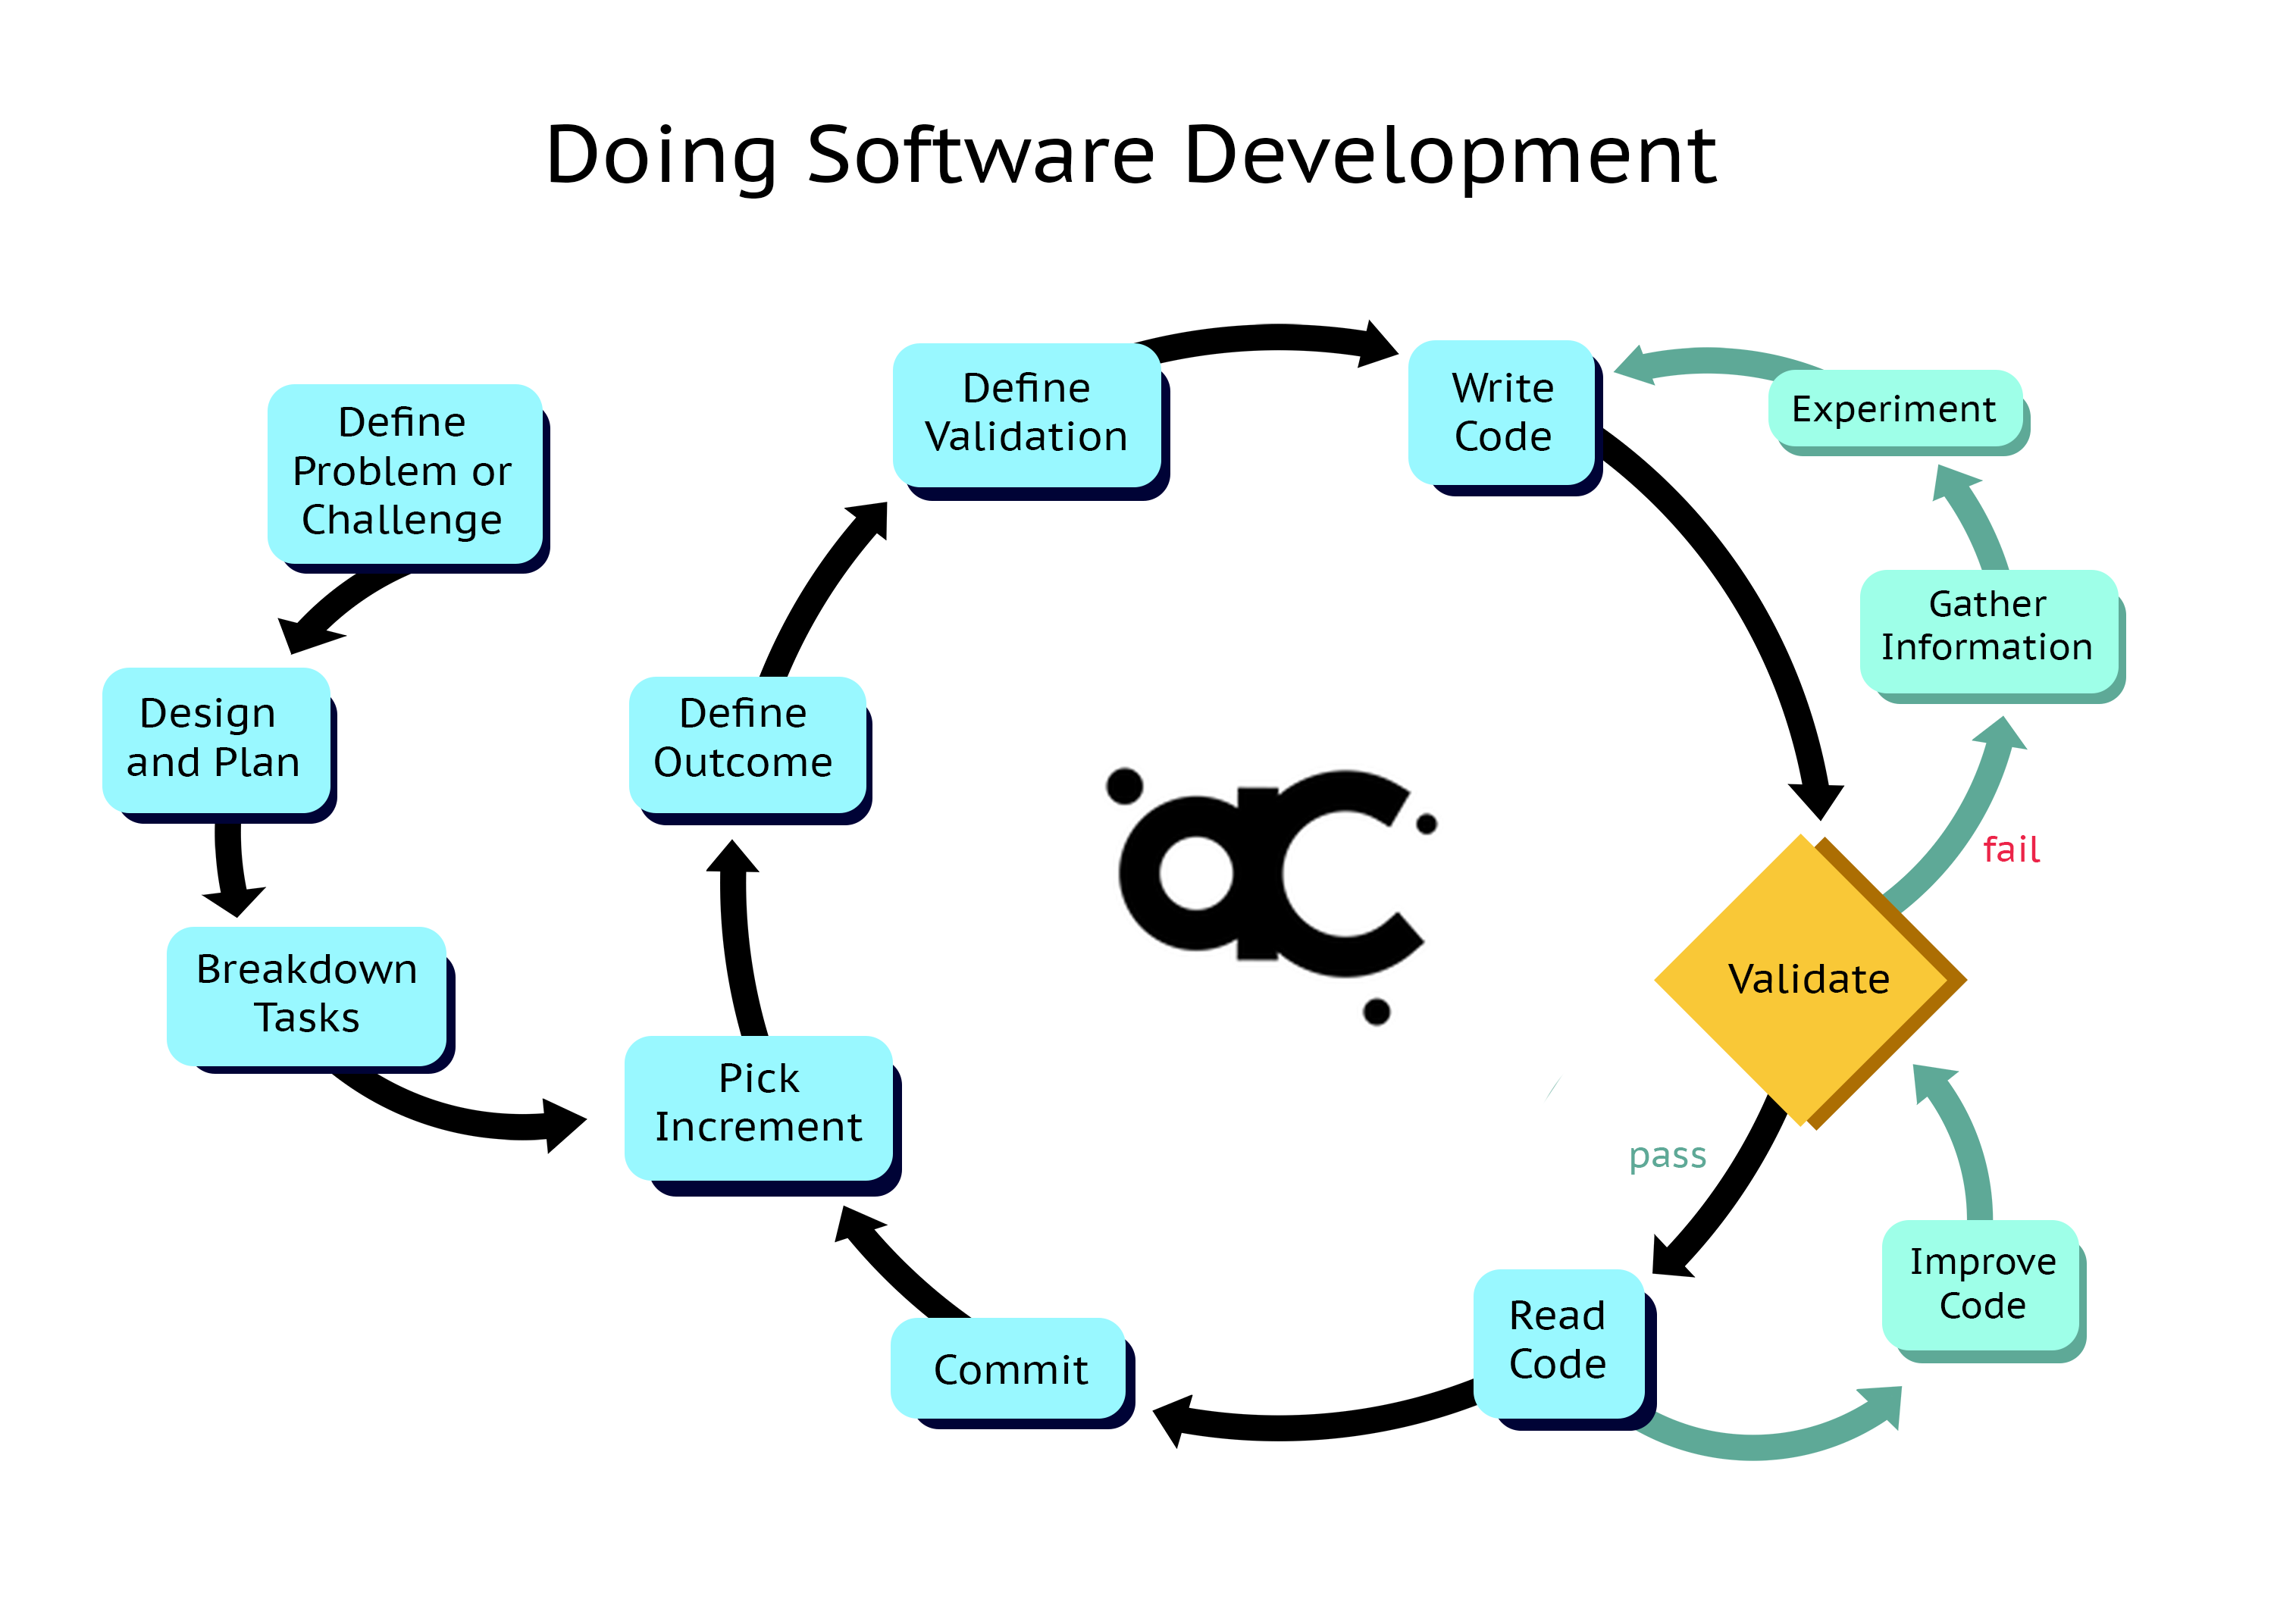 Doing Software Development
Define
Problem or
Challenge
Design
and Plan
Breakdown
Tasks
Pick
Increment
Define
Outcome
Define
Validation
Write
Code
Validate
fail
Gather
Information
Experiment
pass
Read
Code
Improve
Code
Commit
ac